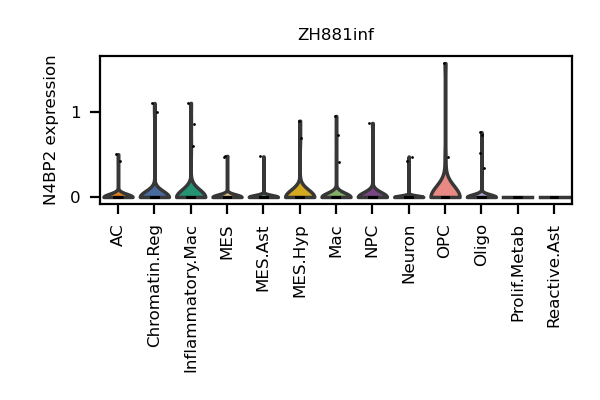 ZH881inf
N4BP2 expression
1
0
AC
Chromatin.Reg
Inflammatory.Mac
MES
MES.Ast
MES.Hyp
Mac
NPC
Neuron
OPC
Oligo
Prolif.Metab
Reactive.Ast